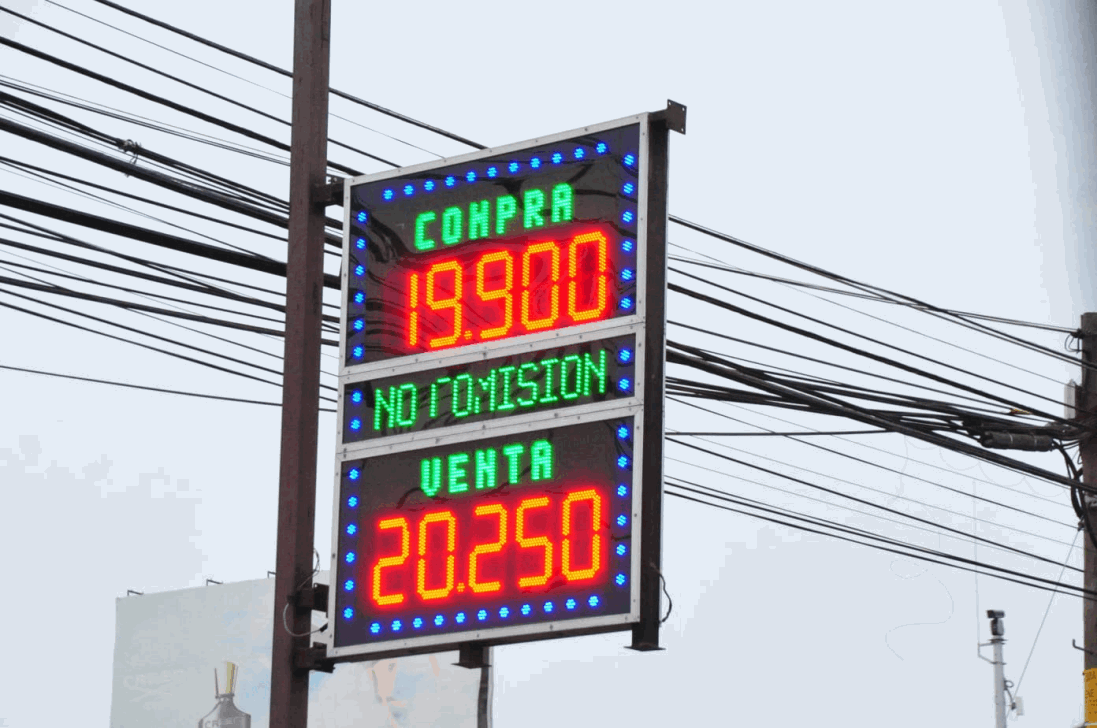 COMPRA
19.900
NO COMISION
VENTA
20.250